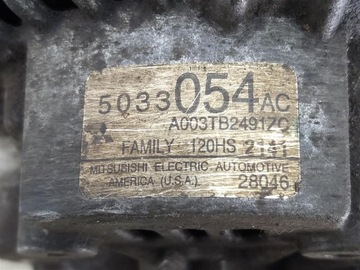 5033054AC
A003TB2491ZC
FAMILY-120HS 2141
MITSUBISHI ELECTRIC AUTOMOTIVE
AMERICA (U.S.A.) 28046